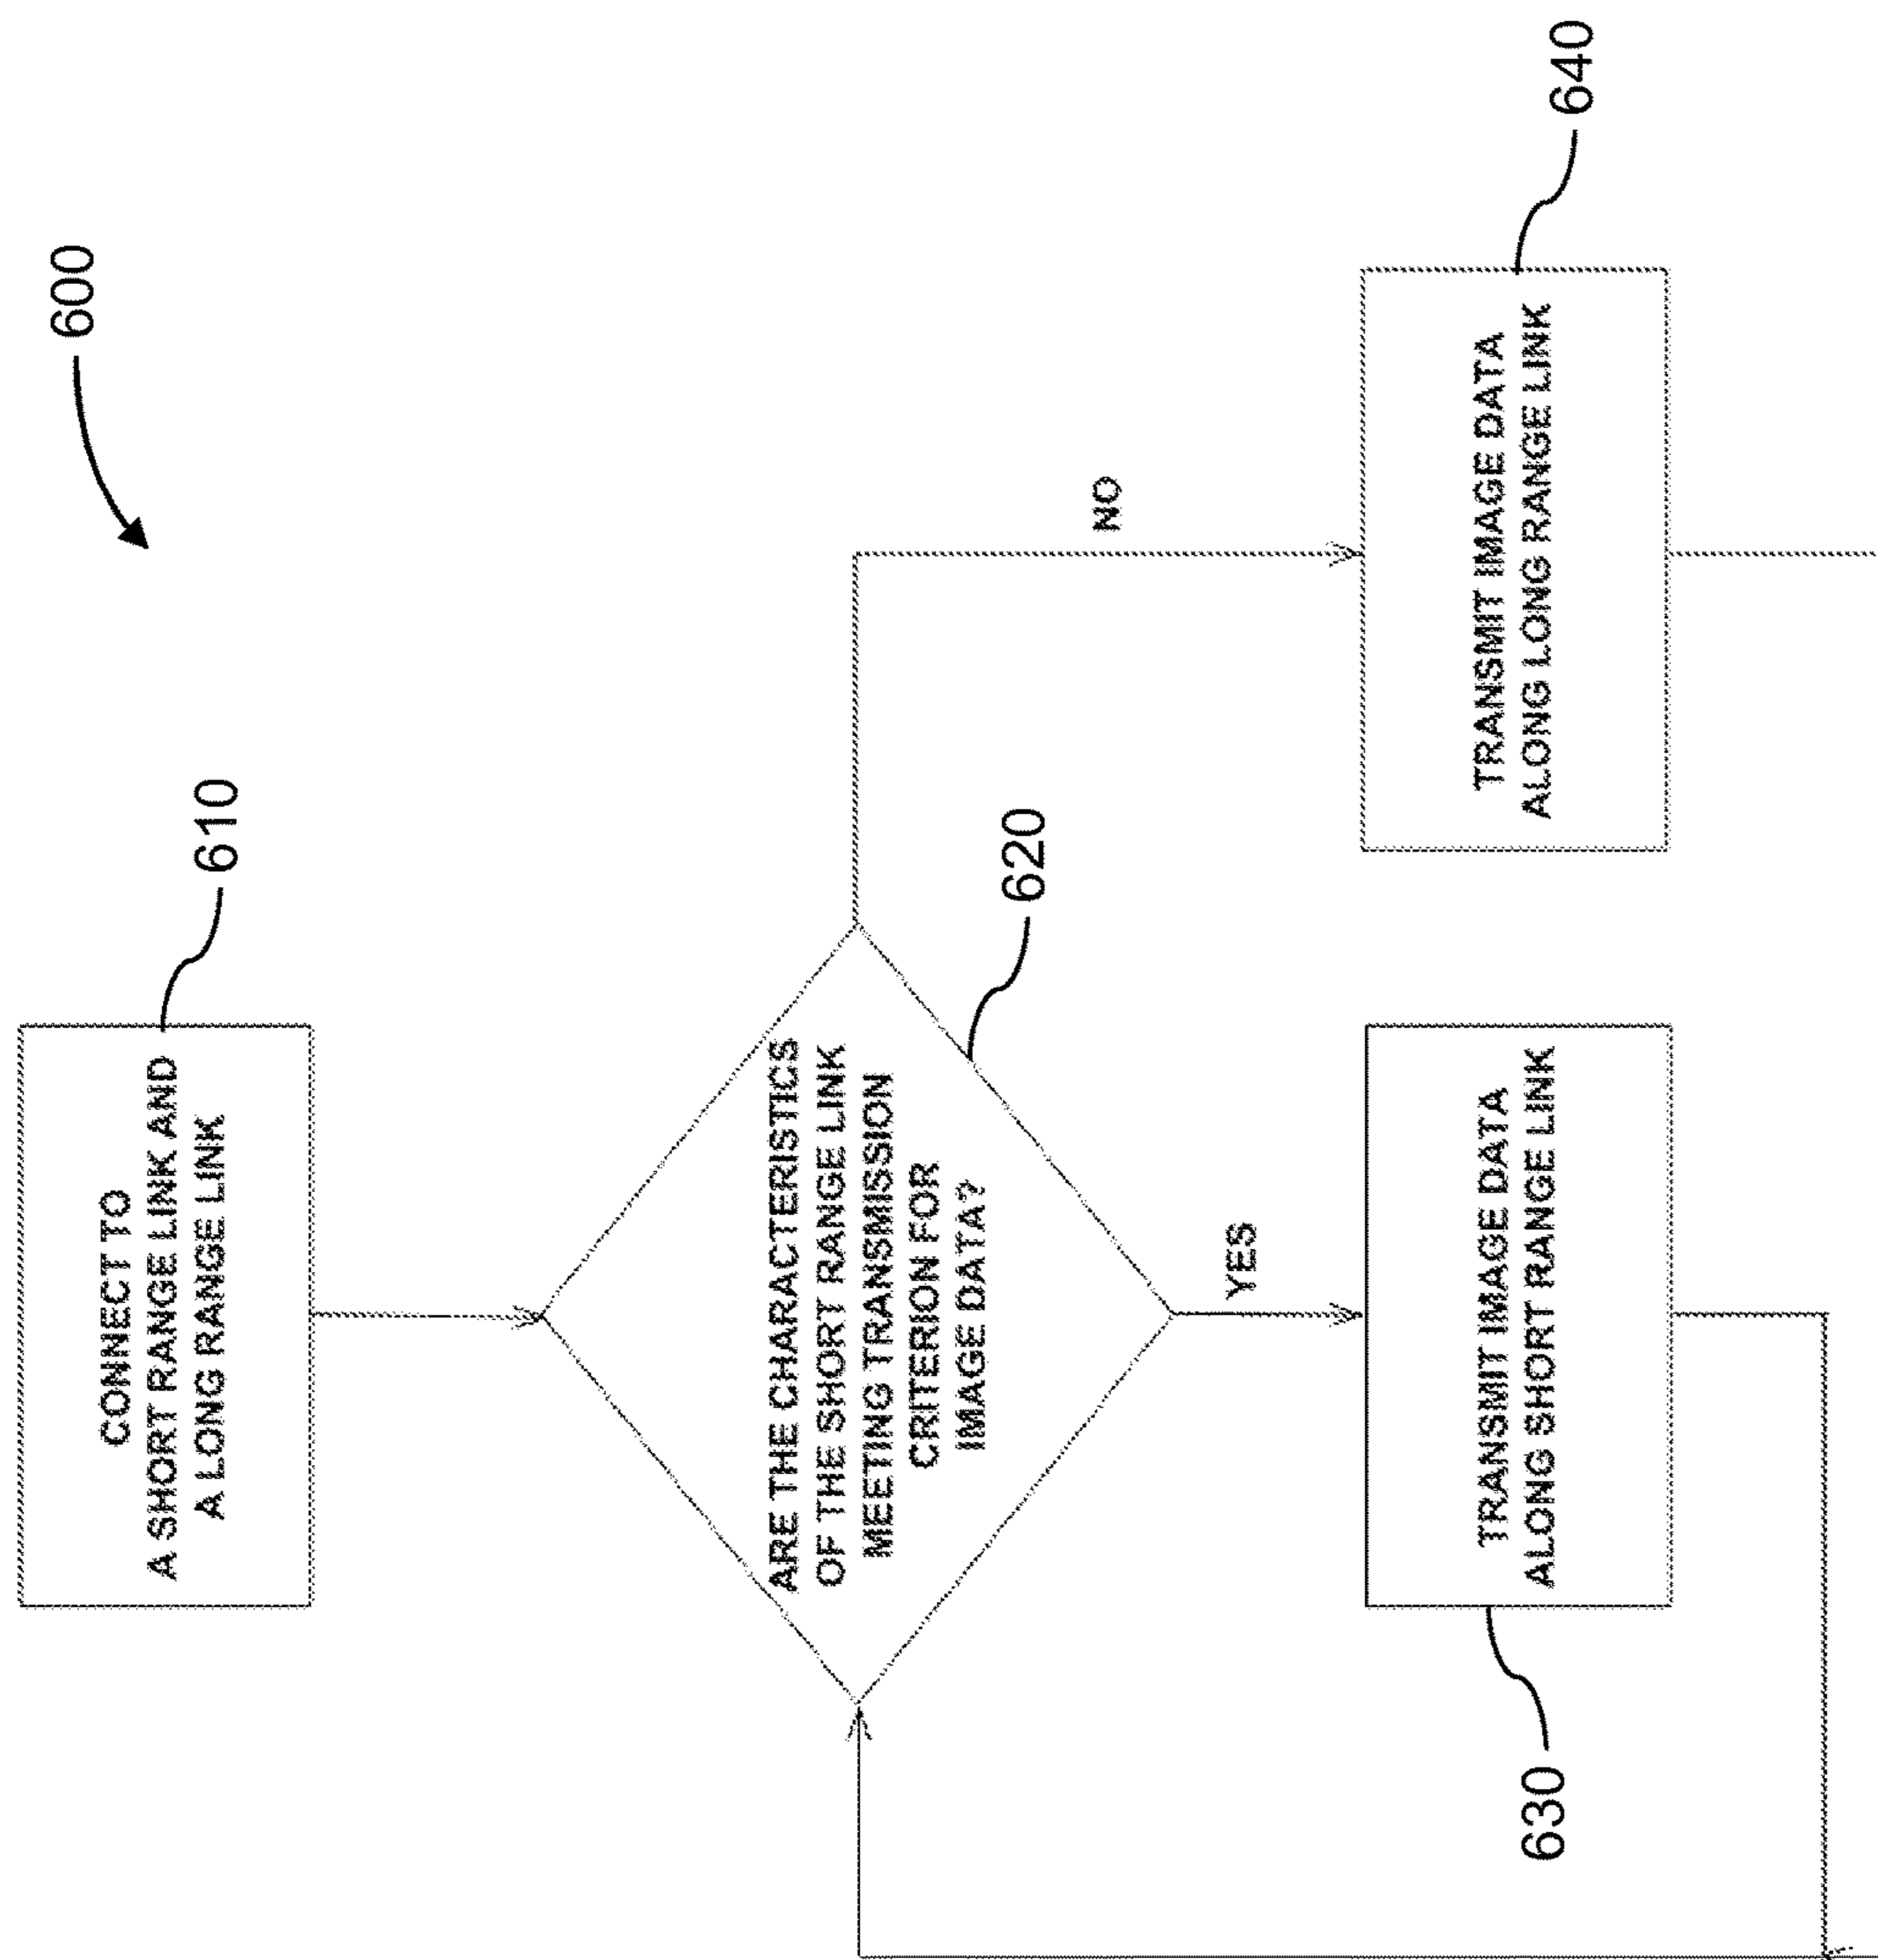 600
CONNECT TO
A SHORT RANGE LINK AND
A LONG RANGE LINK
610
ARE THE CHARACTERISTICS
OF THE SHORT RANGE LINK
MEETING TRANSMISSION
CRITERION FOR
IMAGE DATA?
620
YES
NO
TRANSMIT IMAGE DATA
ALONG SHORT RANGE LINK
630
TRANSMIT IMAGE DATA
ALONG LONG RANGE LINK
640